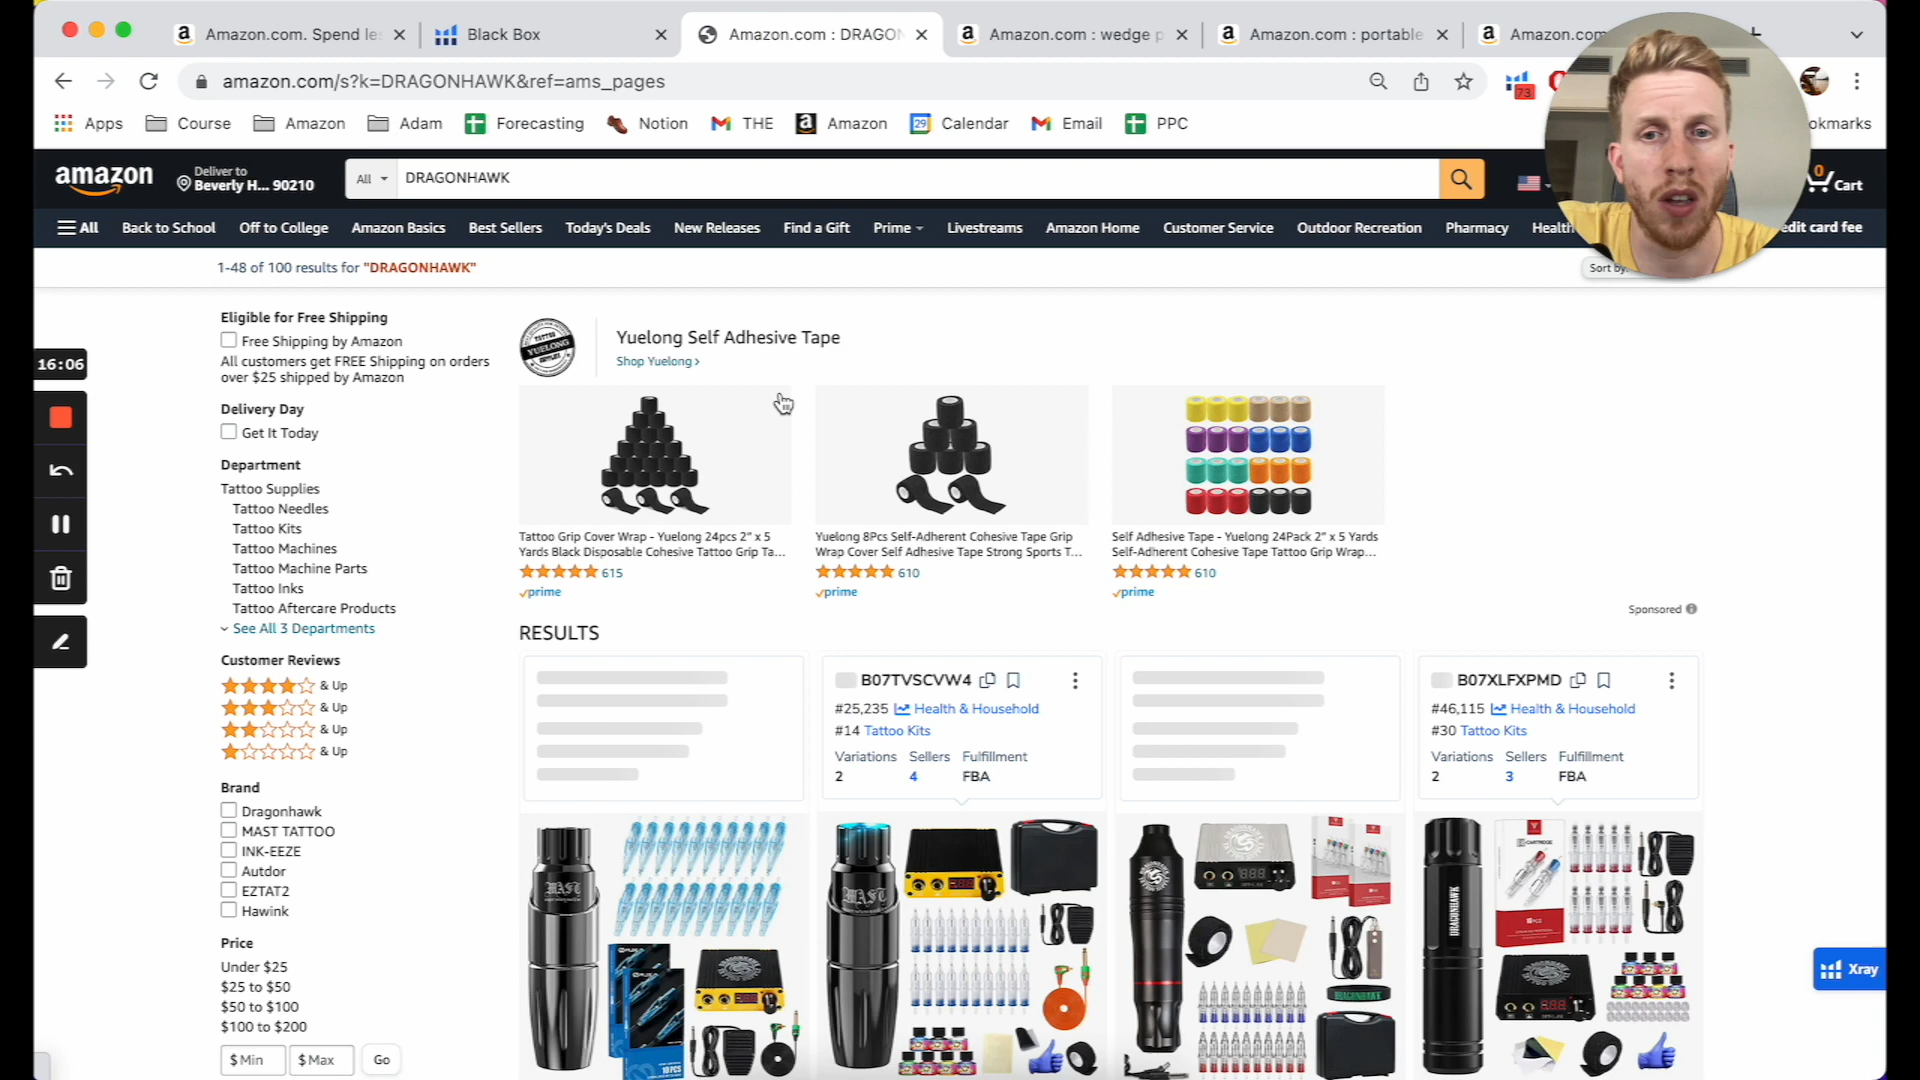 Amazon.com. Spend le
Black Box
Amazon.com : DRAGON
Amazon.com : wedge p
Amazon.com : portable
Amazon.com
amazon.com/s?k=DRAGONHAWK&ref=ams_pages
73
Apps
Course
Amazon
Adam
Forecasting
Notion
THE
Amazon
Calendar
Email
PPC
okmarks
amazon
Deliver to
Beverly H... 90210
All
DRAGONHAWK
0
Cart
All
Back to School
Off to College
Amazon Basics
Best Sellers
Today's Deals
New Releases
Find a Gift
Prime
Livestreams
Amazon Home
Customer Service
Outdoor Recreation
Pharmacy
Health
edit card fee
1-48 of 100 results for "DRAGONHAWK"
Sort by:
16:06
Eligible for Free Shipping
Free Shipping by Amazon
All customers get FREE Shipping on orders
over $25 shipped by Amazon
Delivery Day
Get It Today
Department
Tattoo Supplies
Tattoo Needles
Tattoo Kits
Tattoo Machines
Tattoo Machine Parts
Tattoo Inks
Tattoo Aftercare Products
See All 3 Departments
Customer Reviews
& Up
& Up
& Up
& Up
Brand
Dragonhawk
MAST TATTOO
INK-EEZE
Autdor
EZTAT2
Hawink
Price
Under $25
$25 to $50
$50 to $100
$100 to $200
$ Min
$ Max
Go
YUELONG
Yuelong Self Adhesive Tape
Shop Yuelong ›
Tattoo Grip Cover Wrap - Yuelong 24pcs 2” x 5
Yards Black Disposable Cohesive Tattoo Grip Ta...
615
prime
Yuelong 8Pcs Self-Adherent Cohesive Tape Grip
Wrap Cover Self Adhesive Tape Strong Sports T...
610
prime
Self Adhesive Tape - Yuelong 24Pack 2” x 5 Yards
Self-Adherent Cohesive Tape Tattoo Grip Wrap...
610
prime
Sponsored
RESULTS
B07TVSCVW4
#25,235 Health & Household
#14 Tattoo Kits
Variations Sellers Fulfillment
2 4 FBA
B07XLFXPMD
#46,115 Health & Household
#30 Tattoo Kits
Variations Sellers Fulfillment
2 3 FBA
MAST
MAST
DRAGONHAWK
Xray